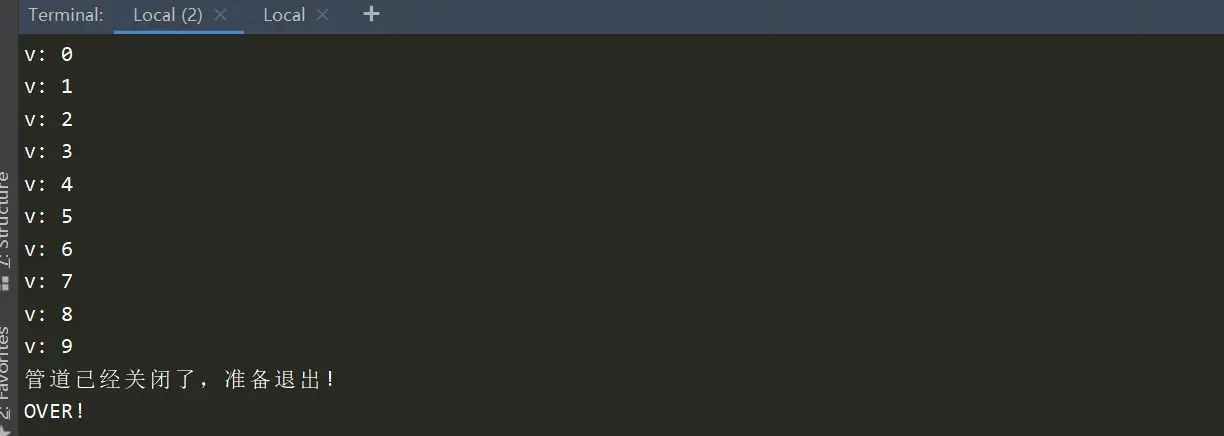 Terminal: Local (2) × Local × +
v: 0
v: 1
v: 2
v: 3
v: 4
v: 5
v: 6
v: 7
v: 8
v: 9
管道已经关闭了，准备退出!
OVER!
7: Structure
2: Favorites